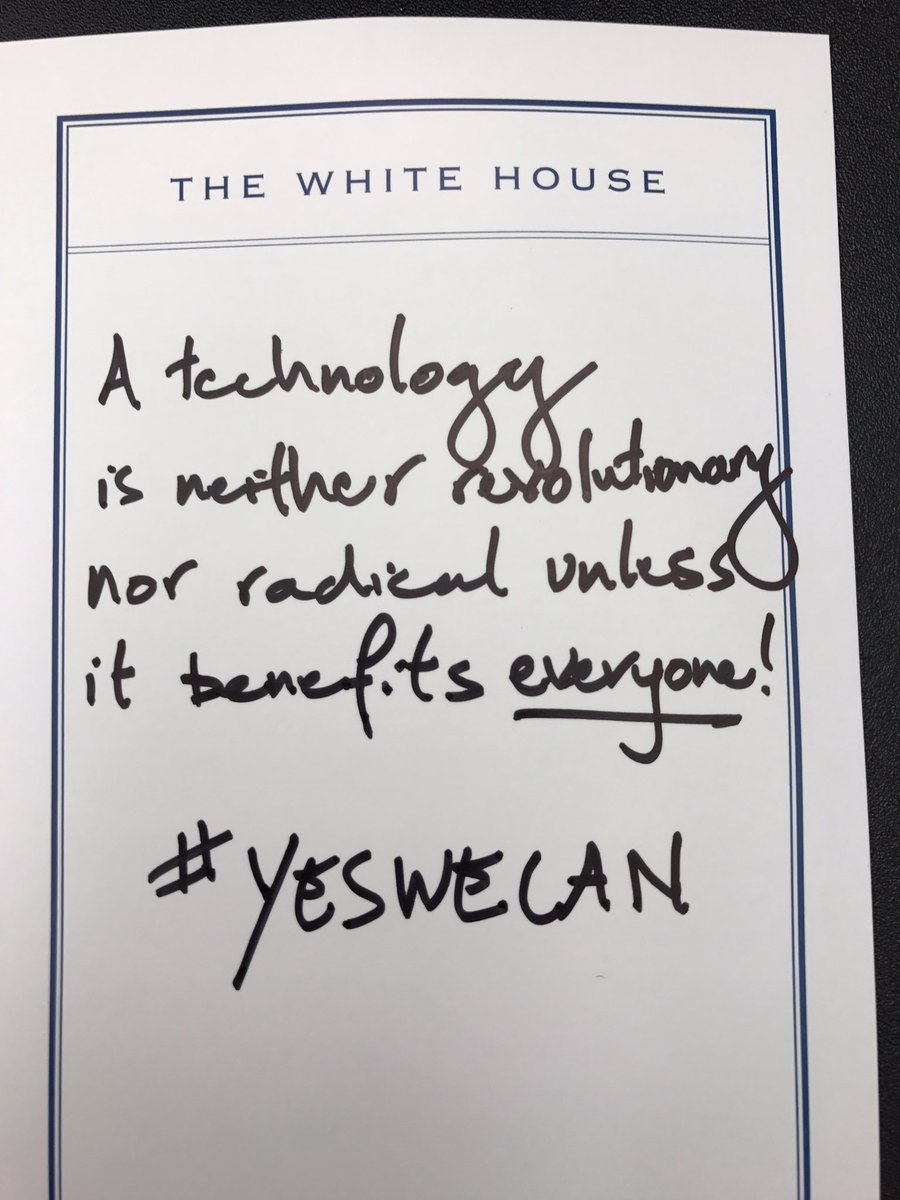 THE WHITE HOUSE
A technology
is neither revolutionary
nor radical unless
it benefits everyone!
#YESWECAN